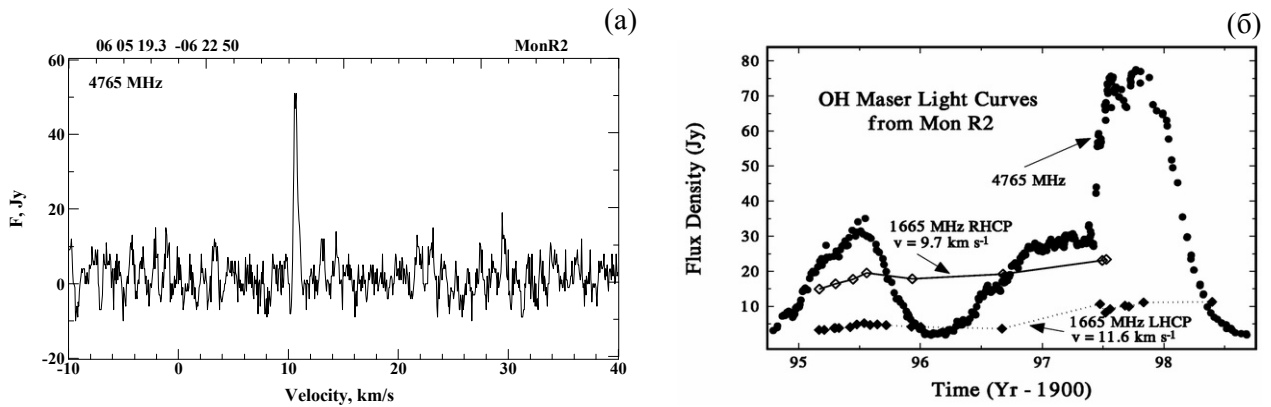 (а)
06 05 19.3 -06 22 50 MonR2
4765 MHz
60
40
20
0
-20
F, Jy
-10 0 10 20 30 40
Velocity, km/s
(б)
80
70
60
50
40
30
20
10
Flux Density (Jy)
OH Maser Light Curves
from Mon R2
4765 MHz
1665 MHz RHCP
v = 9.7 km s-1
1665 MHz LHCP
v = 11.6 km s-1
95 96 97 98
Time (Yr - 1900)